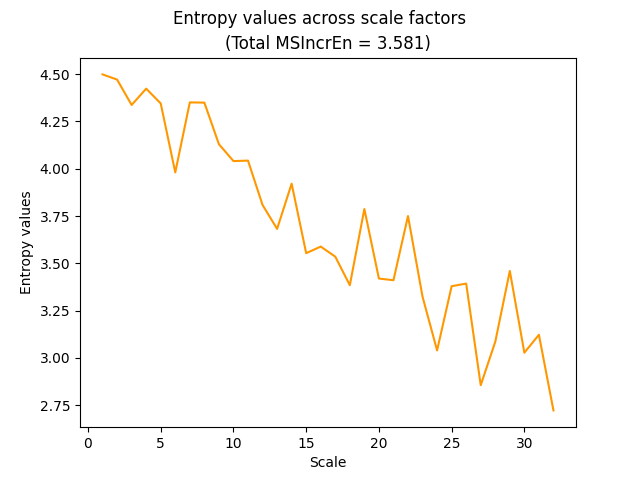 Entropy values across scale factors
(Total MSIncrEn = 3.581)
4.50
4.25
4.00
3.75
3.50
3.25
3.00
2.75
Entropy values
0 5 10 15 20 25 30
Scale